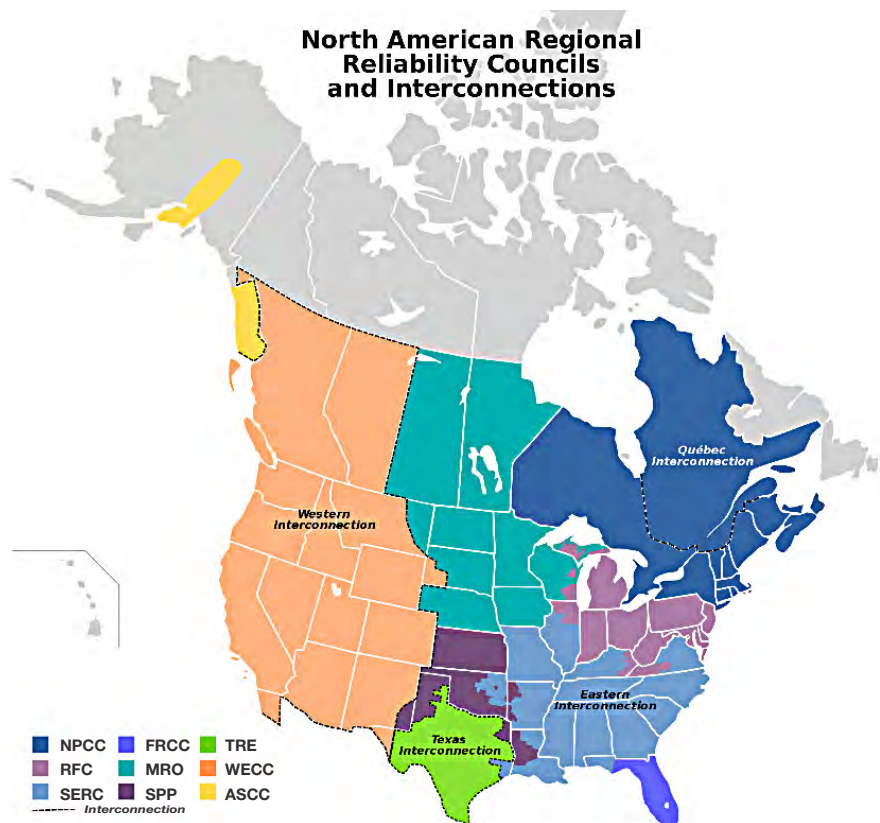 North American Regional
Reliability Councils
and Interconnections
Québec
Interconnection
Western
Interconnection
Eastern
Interconnection
Texas
Interconnection
NPCC FRCC TRE
RFC MRO WECC
SERC SPP ASCC
Interconnection